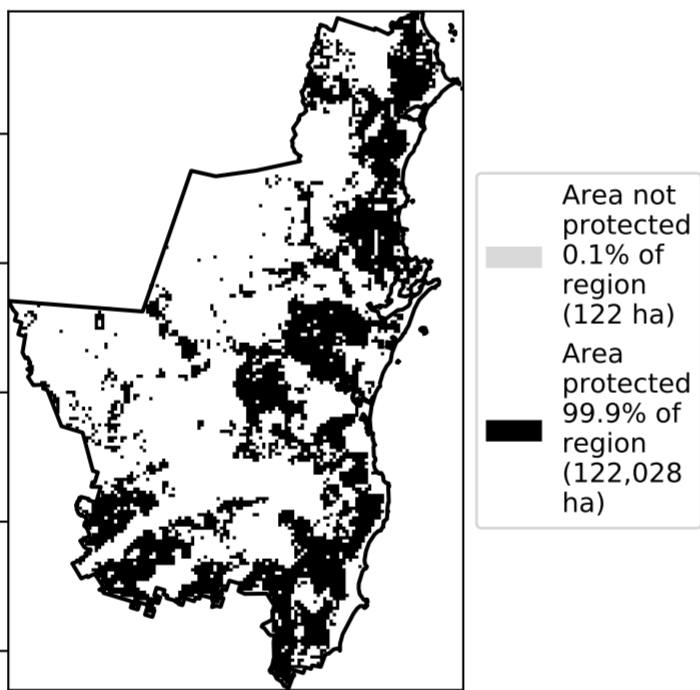 Area not
protected
0.1% of
region
(122 ha)
Area
protected
99.9% of
region
(122,028
ha)